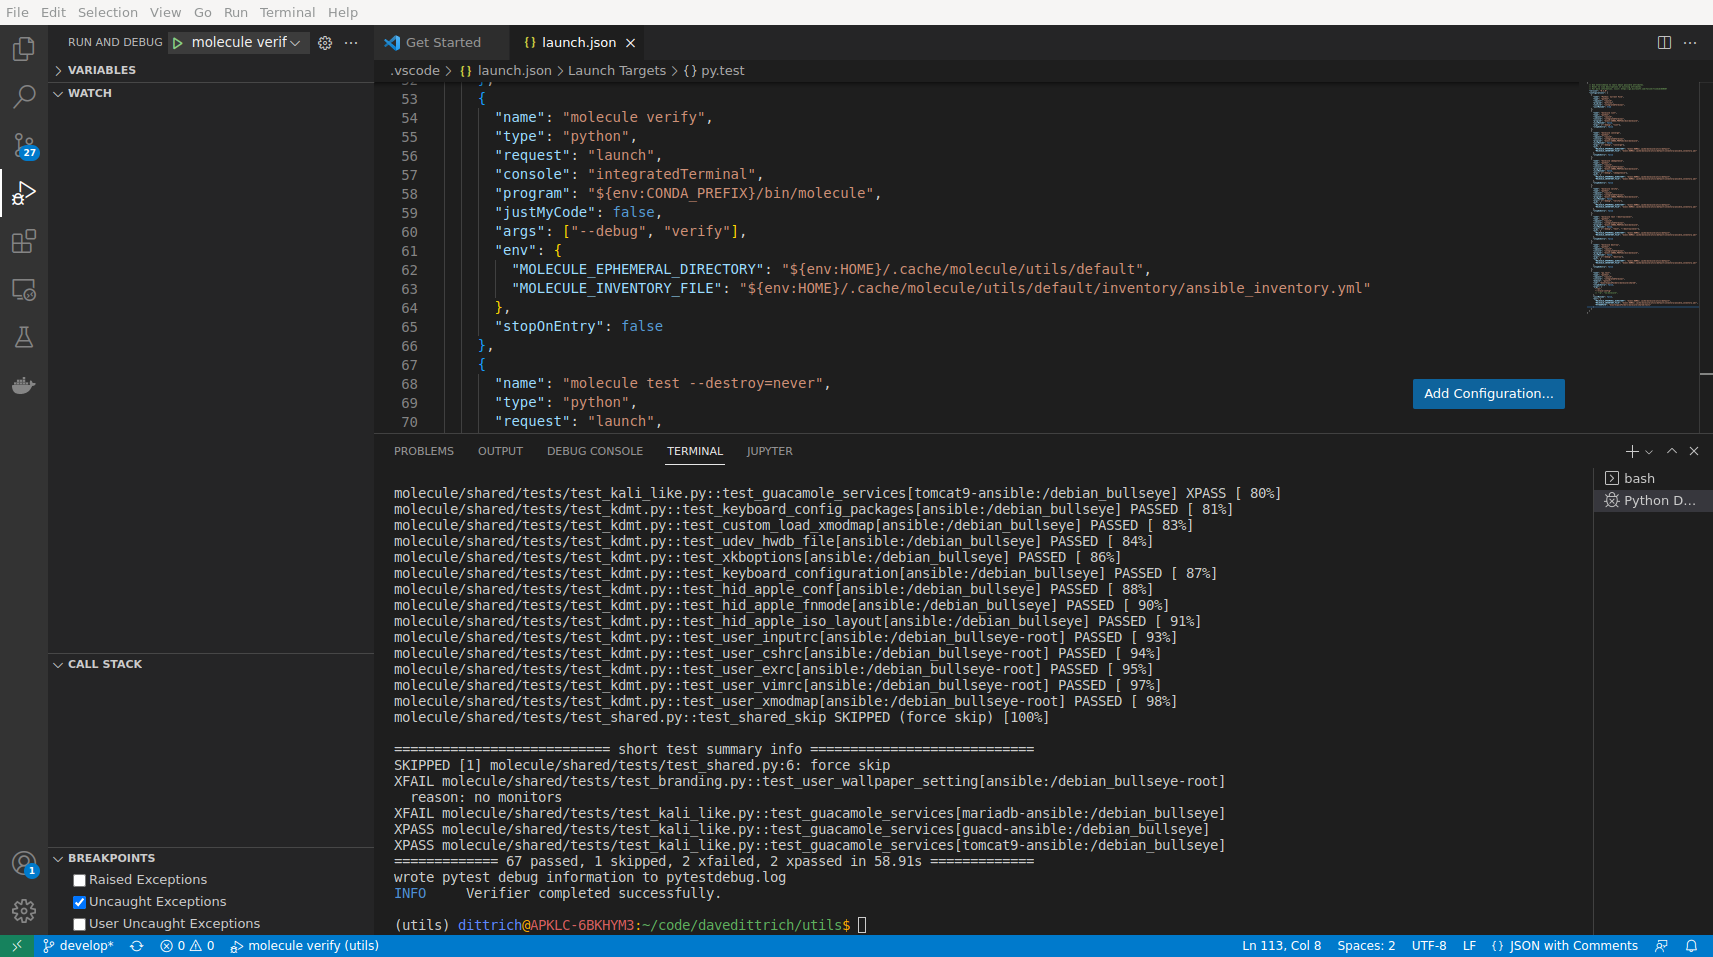 File Edit Selection View Go Run Terminal Help
RUN AND DEBUG molecule verif
VARIABLES
WATCH
27
CALL STACK
BREAKPOINTS
Raised Exceptions
Uncaught Exceptions
User Uncaught Exceptions
1
Get Started {} launch.json ×
.vscode > {} launch.json > Launch Targets > {} py.test
52 },
53 {
54 "name": "molecule verify",
55 "type": "python",
56 "request": "launch",
57 "console": "integratedTerminal",
58 "program": "${env:CONDA_PREFIX}/bin/molecule",
59 "justMyCode": false,
60 "args": ["--debug", "verify"],
61 "env": {
62 "MOLECULE_EPHEMERAL_DIRECTORY": "${env:HOME}/.cache/molecule/utils/default",
63 "MOLECULE_INVENTORY_FILE": "${env:HOME}/.cache/molecule/utils/default/inventory/ansible_inventory.yml"
64 },
65 "stopOnEntry": false
66 },
67 {
68 "name": "molecule test --destroy=never",
69 "type": "python",
70 "request": "launch",
Add Configuration...
PROBLEMS OUTPUT DEBUG CONSOLE TERMINAL JUPYTER
bash
Python D...
molecule/shared/tests/test_kali_like.py::test_guacamole_services[tomcat9-ansible:/debian_bullseye] XPASS [ 80%]
molecule/shared/tests/test_kdmt.py::test_keyboard_config_packages[ansible:/debian_bullseye] PASSED [ 81%]
molecule/shared/tests/test_kdmt.py::test_custom_load_xmodmap[ansible:/debian_bullseye] PASSED [ 83%]
molecule/shared/tests/test_kdmt.py::test_udev_hwdb_file[ansible:/debian_bullseye] PASSED [ 84%]
molecule/shared/tests/test_kdmt.py::test_xkboptions[ansible:/debian_bullseye] PASSED [ 86%]
molecule/shared/tests/test_kdmt.py::test_keyboard_configuration[ansible:/debian_bullseye] PASSED [ 87%]
molecule/shared/tests/test_kdmt.py::test_hid_apple_conf[ansible:/debian_bullseye] PASSED [ 88%]
molecule/shared/tests/test_kdmt.py::test_hid_apple_fnmode[ansible:/debian_bullseye] PASSED [ 90%]
molecule/shared/tests/test_kdmt.py::test_hid_apple_iso_layout[ansible:/debian_bullseye] PASSED [ 91%]
molecule/shared/tests/test_kdmt.py::test_user_inputrc[ansible:/debian_bullseye-root] PASSED [ 93%]
molecule/shared/tests/test_kdmt.py::test_user_cshrc[ansible:/debian_bullseye-root] PASSED [ 94%]
molecule/shared/tests/test_kdmt.py::test_user_exrc[ansible:/debian_bullseye-root] PASSED [ 95%]
molecule/shared/tests/test_kdmt.py::test_user_vimrc[ansible:/debian_bullseye-root] PASSED [ 97%]
molecule/shared/tests/test_kdmt.py::test_user_xmodmap[ansible:/debian_bullseye-root] PASSED [ 98%]
molecule/shared/tests/test_shared.py::test_shared_skip SKIPPED (force skip) [100%]
=========================== short test summary info ============================
SKIPPED [1] molecule/shared/tests/test_shared.py:6: force skip
XFAIL molecule/shared/tests/test_branding.py::test_user_wallpaper_setting[ansible:/debian_bullseye-root]
reason: no monitors
XFAIL molecule/shared/tests/test_kali_like.py::test_guacamole_services[mariadb-ansible:/debian_bullseye]
XPASS molecule/shared/tests/test_kali_like.py::test_guacamole_services[guacd-ansible:/debian_bullseye]
XPASS molecule/shared/tests/test_kali_like.py::test_guacamole_services[tomcat9-ansible:/debian_bullseye]
============= 67 passed, 1 skipped, 2 xfailed, 2 xpassed in 58.91s =============
wrote pytest debug information to pytestdebug.log
INFO Verifier completed successfully.
(utils) dittrich@APKLC-6BKHYM3:~/code/davedittrich/utils$
develop* 0 0 molecule verify (utils) Ln 113, Col 8 Spaces: 2 UTF-8 LF {} JSON with Comments